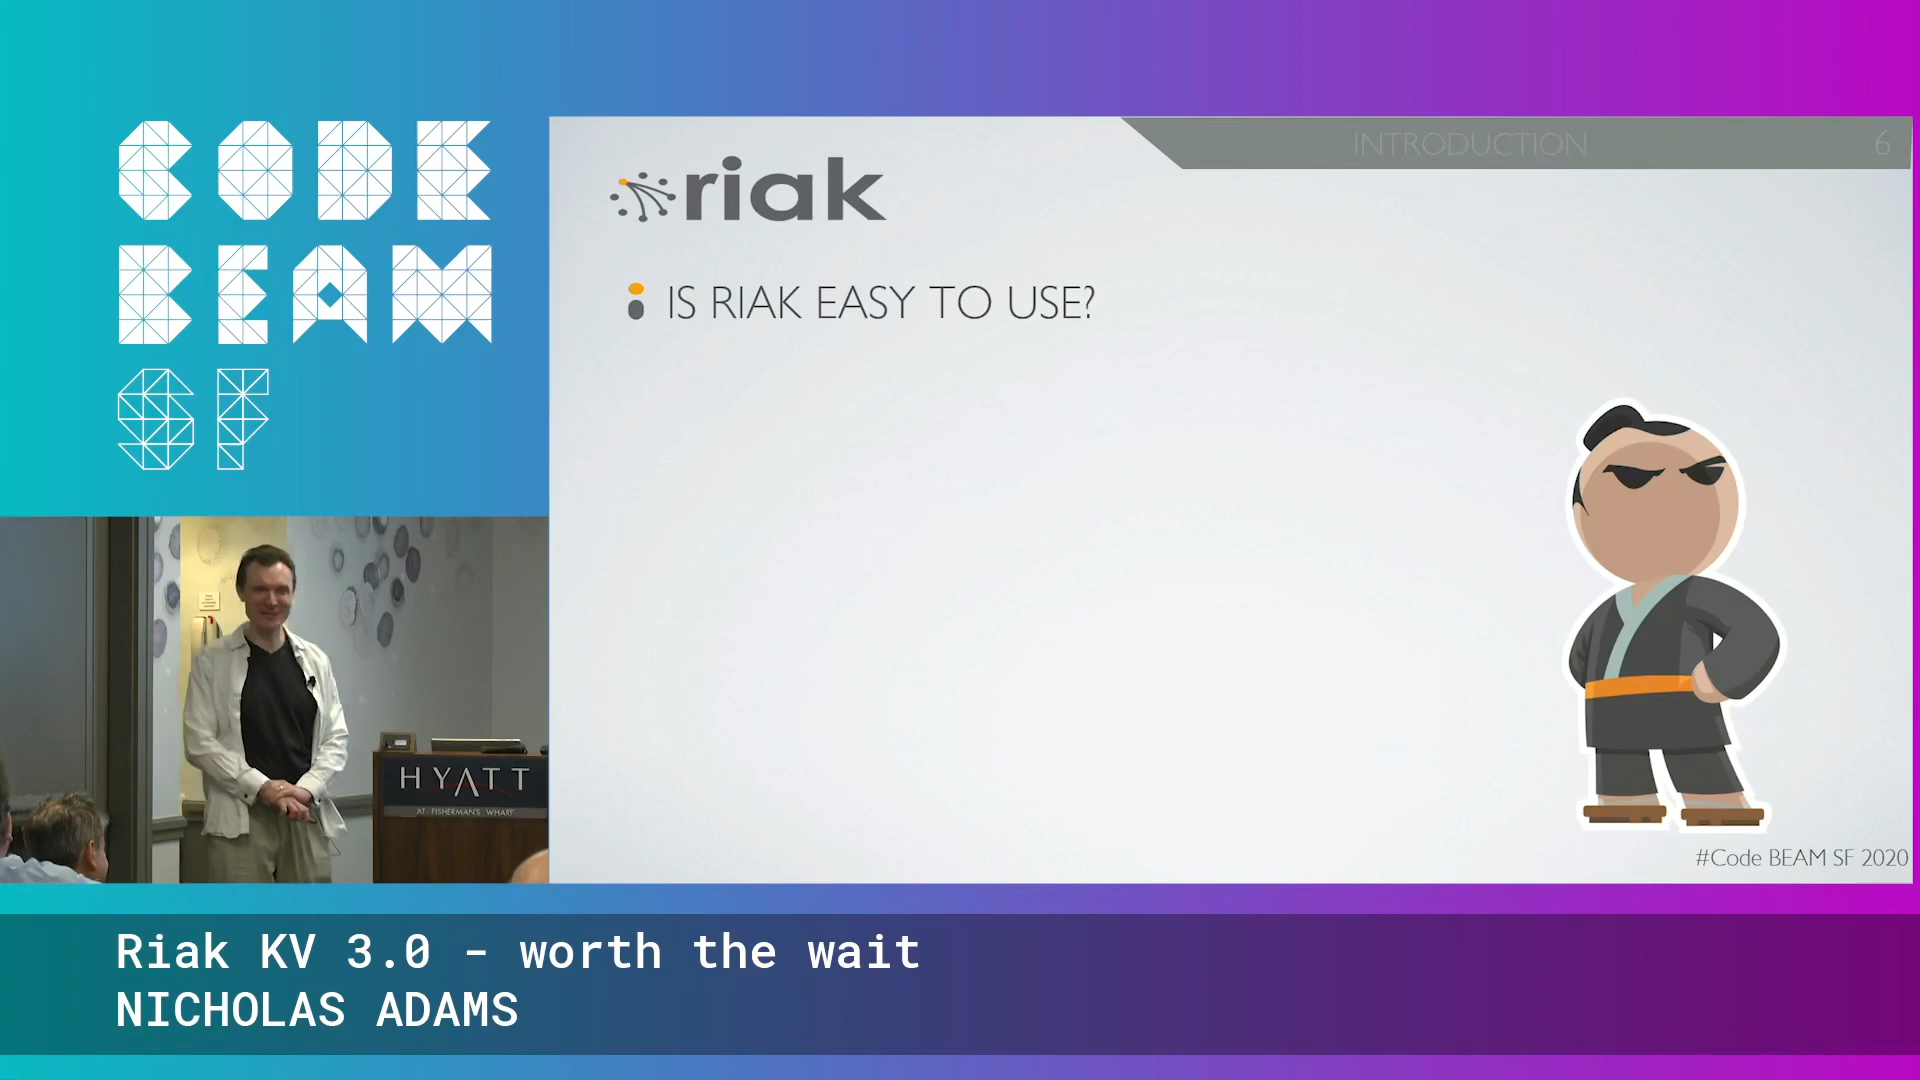 CODE
BEAM
SF
riak
INTRODUCTION
6
IS RIAK EASY TO USE?
#Code BEAM SF 2020
HYATT
AT FISHERMAN'S WHARF
Riak KV 3.0 - worth the wait
NICHOLAS ADAMS